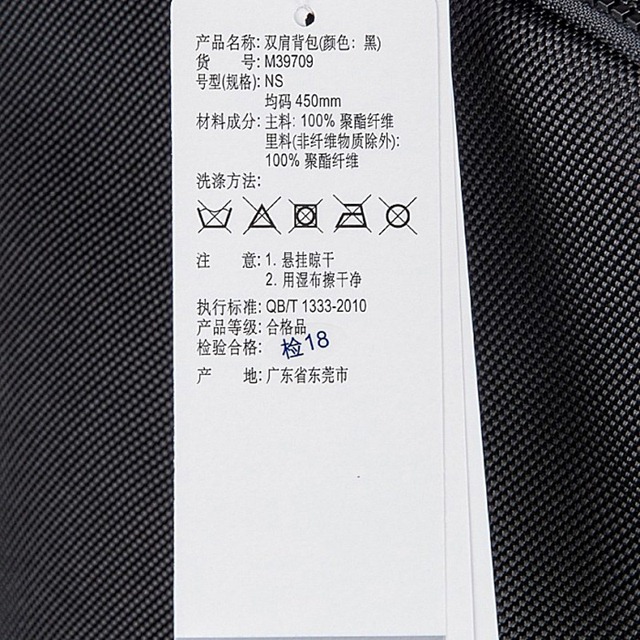 产品名称: 双肩背包(颜色: 黑)
货 号: M39709
号型(规格): NS
均码 450mm
材料成分: 主料: 100% 聚酯纤维
里料(非纤维物质除外):
100% 聚酯纤维
洗涤方法:
注 意: 1. 悬挂晾干
2. 用湿布擦干净
执行标准: QB/T 1333-2010
产品等级: 合格品
检验合格: 检18
产 地: 广东省东莞市